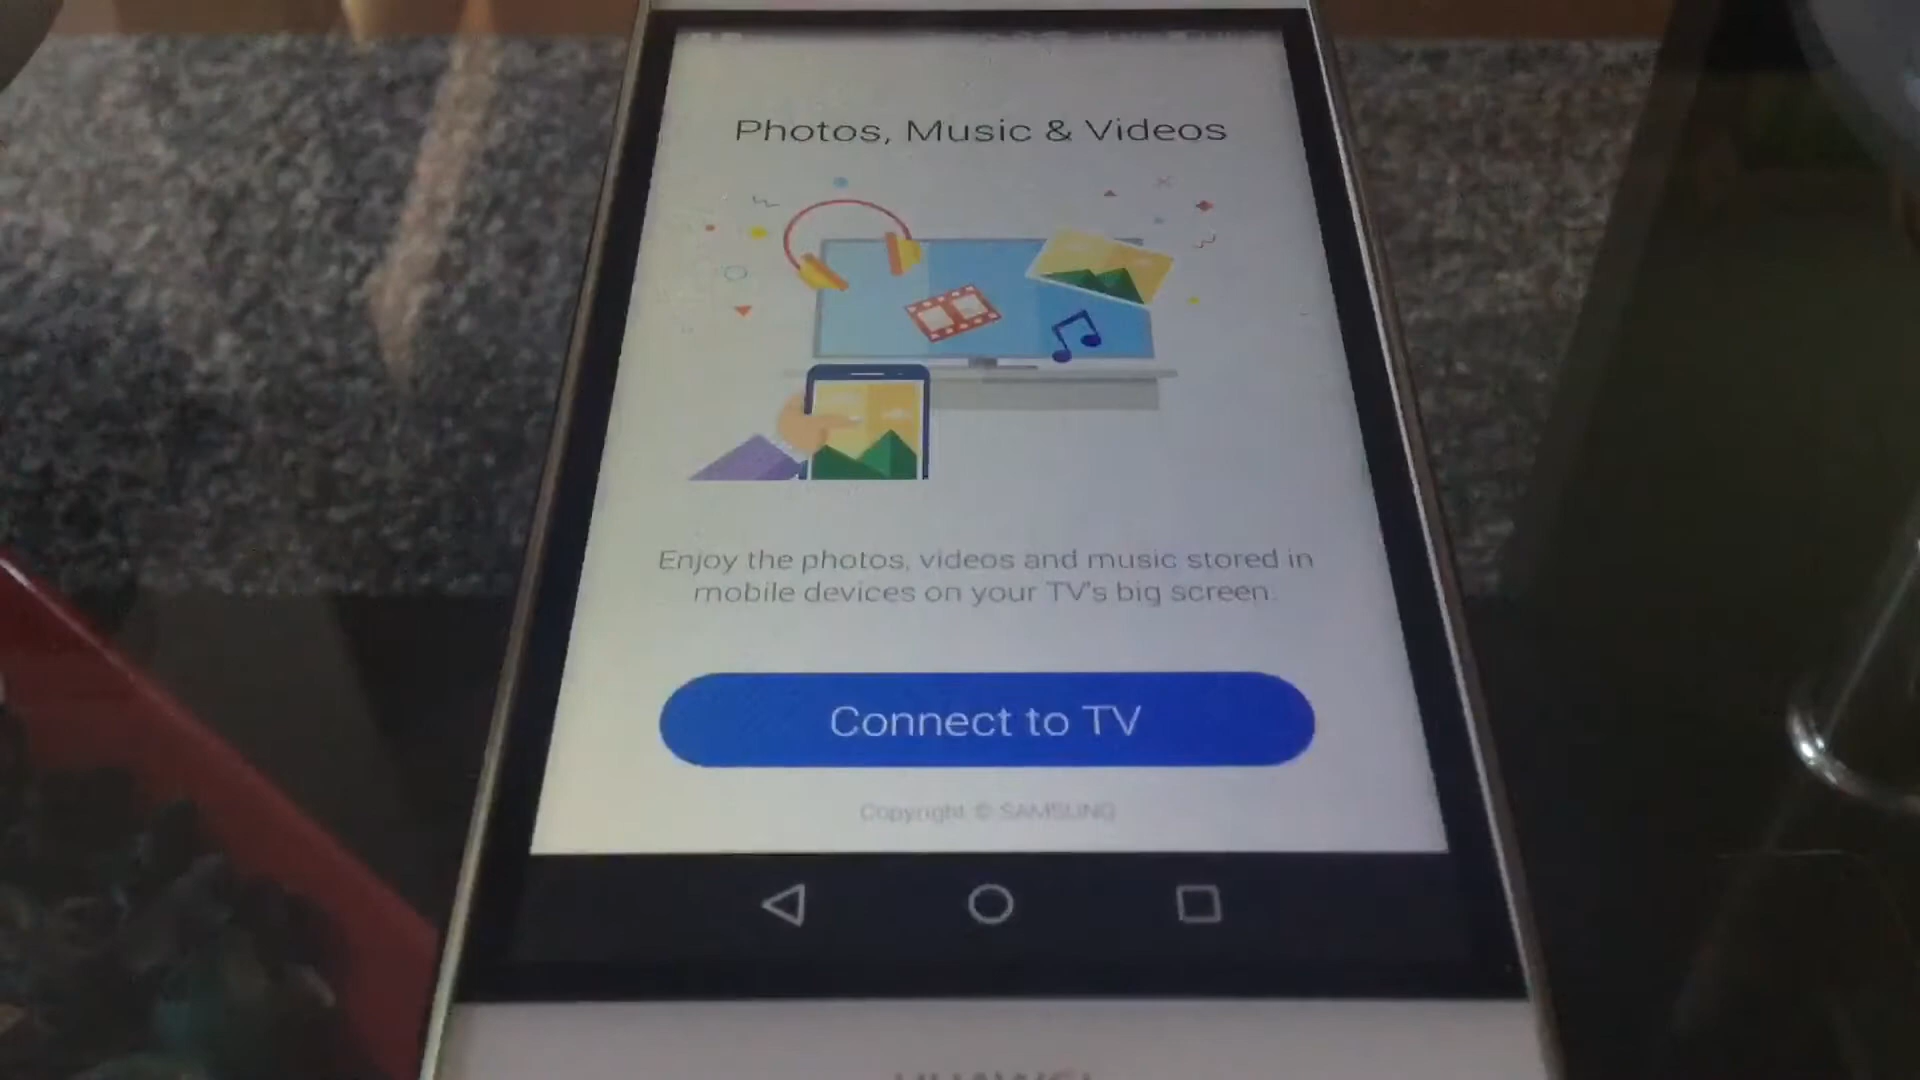 Photos, Music & Videos
Enjoy the photos, videos and music stored in
mobile devices on your TV's big screen.
Connect to TV
Copyright © SAMSUNG